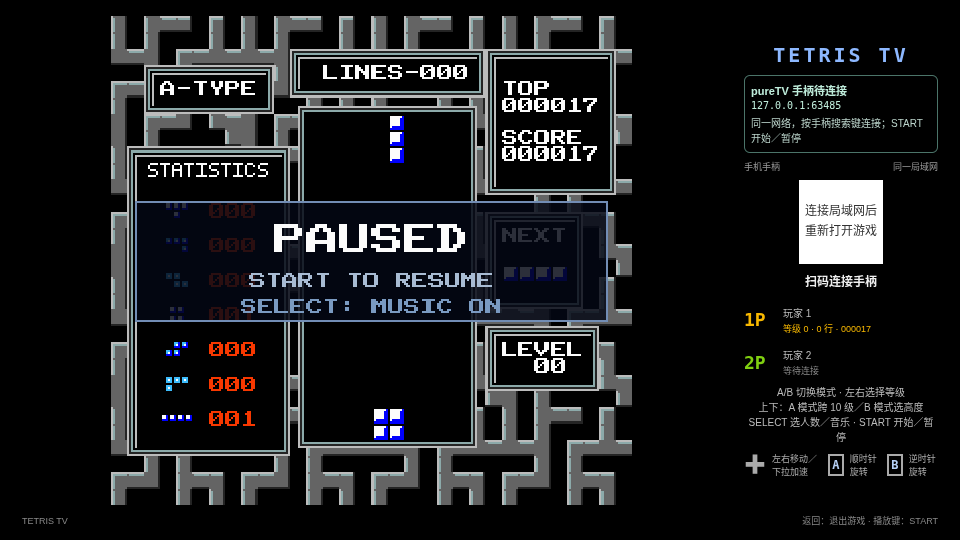 A-TYPE
LINES-000
TOP
000017
SCORE
000017
STATISTICS
000
000
000
001
PAUSED
START TO RESUME
SELECT: MUSIC ON
NEXT
000
000
001
LEVEL
00
TETRIS TV
pureTV 手柄待连接
127.0.0.1:63485
同一网络，按手柄搜索键连接；START
开始／暂停
手机手柄
同一局域网
连接局域网后
重新打开游戏
扫码连接手柄
1P
玩家 1
等级 0 · 0 行 · 000017
2P
玩家 2
等待连接
A/B 切换模式 · 左右选择等级
上下：A 模式跨 10 级／B 模式选高度
SELECT 选人数／音乐 · START 开始／暂
停
左右移动／
下拉加速
A
顺时针
旋转
B
逆时针
旋转
TETRIS TV
返回：退出游戏 · 播放键：START